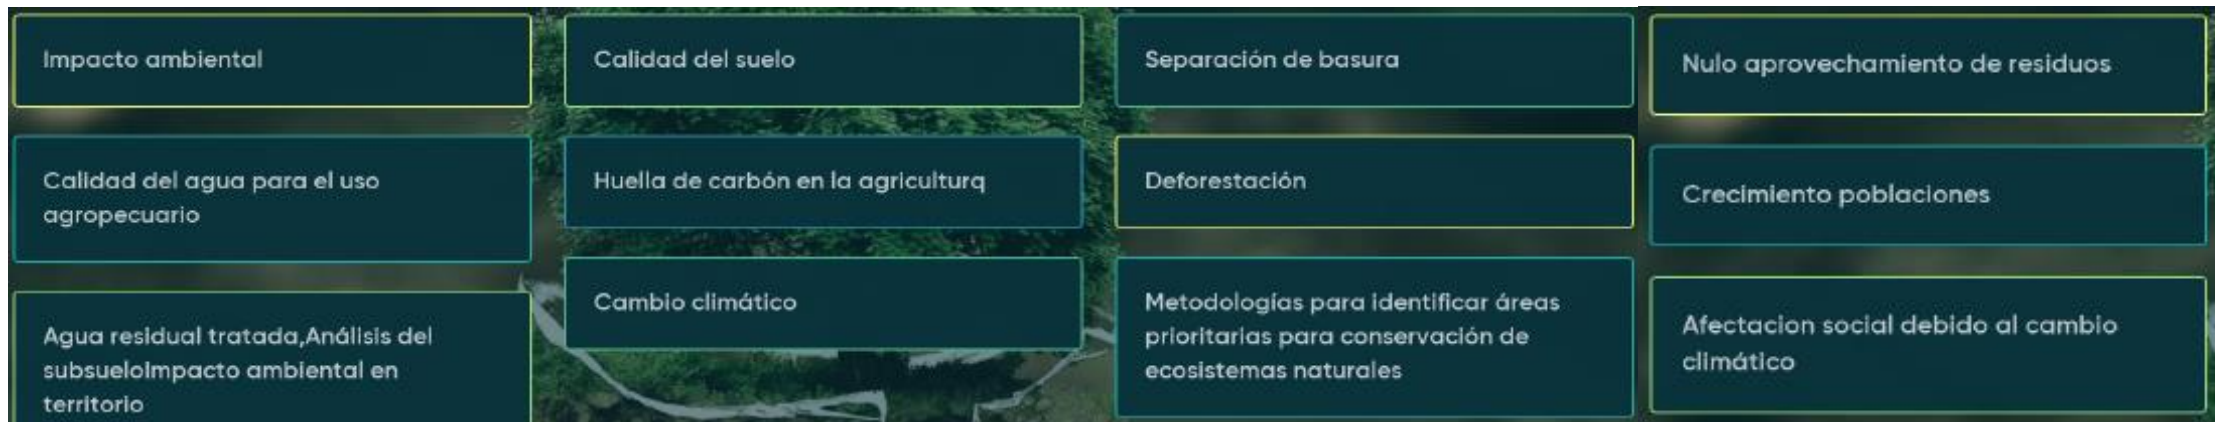 Impacto ambiental
Calidad del agua para el uso
agropecuario
Agua residual tratada,Análisis del
subsueloImpacto ambiental en
territorio
Calidad del suelo
Huella de carbón en la agriculturq
Cambio climático
Separación de basura
Deforestación
Metodologías para identificar áreas
prioritarias para conservación de
ecosistemas naturales
Nulo aprovechamiento de residuos
Crecimiento poblaciones
Afectacion social debido al cambio
climático